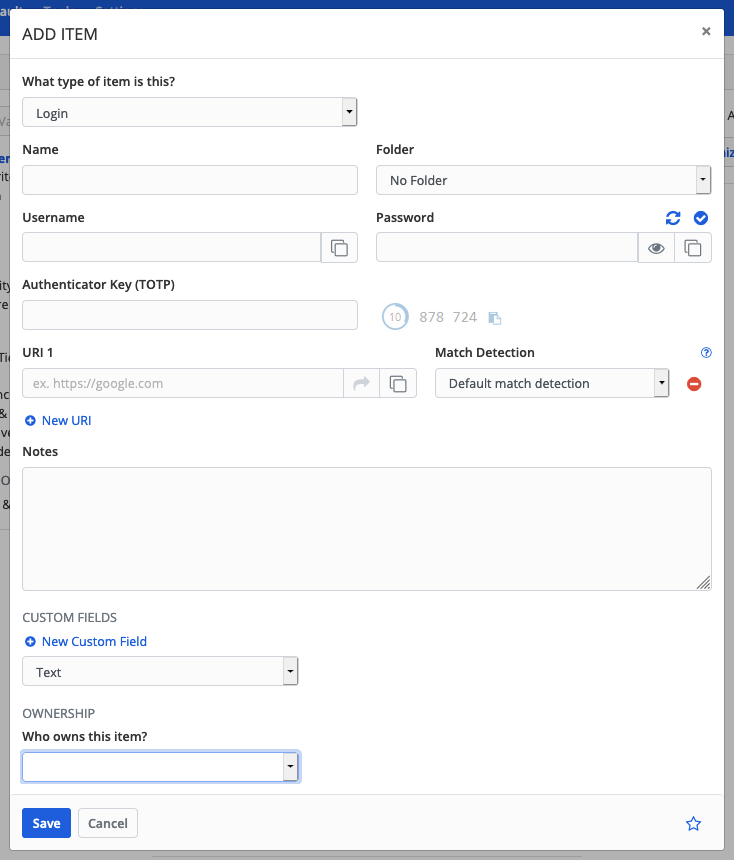 ADD ITEM ×
What type of item is this?
Login
Name Folder
No Folder
Username Password
Authenticator Key (TOTP)
10 878 724
URI 1 Match Detection
ex. https://google.com Default match detection
New URI
Notes
CUSTOM FIELDS
New Custom Field
Text
OWNERSHIP
Who owns this item?
Save Cancel